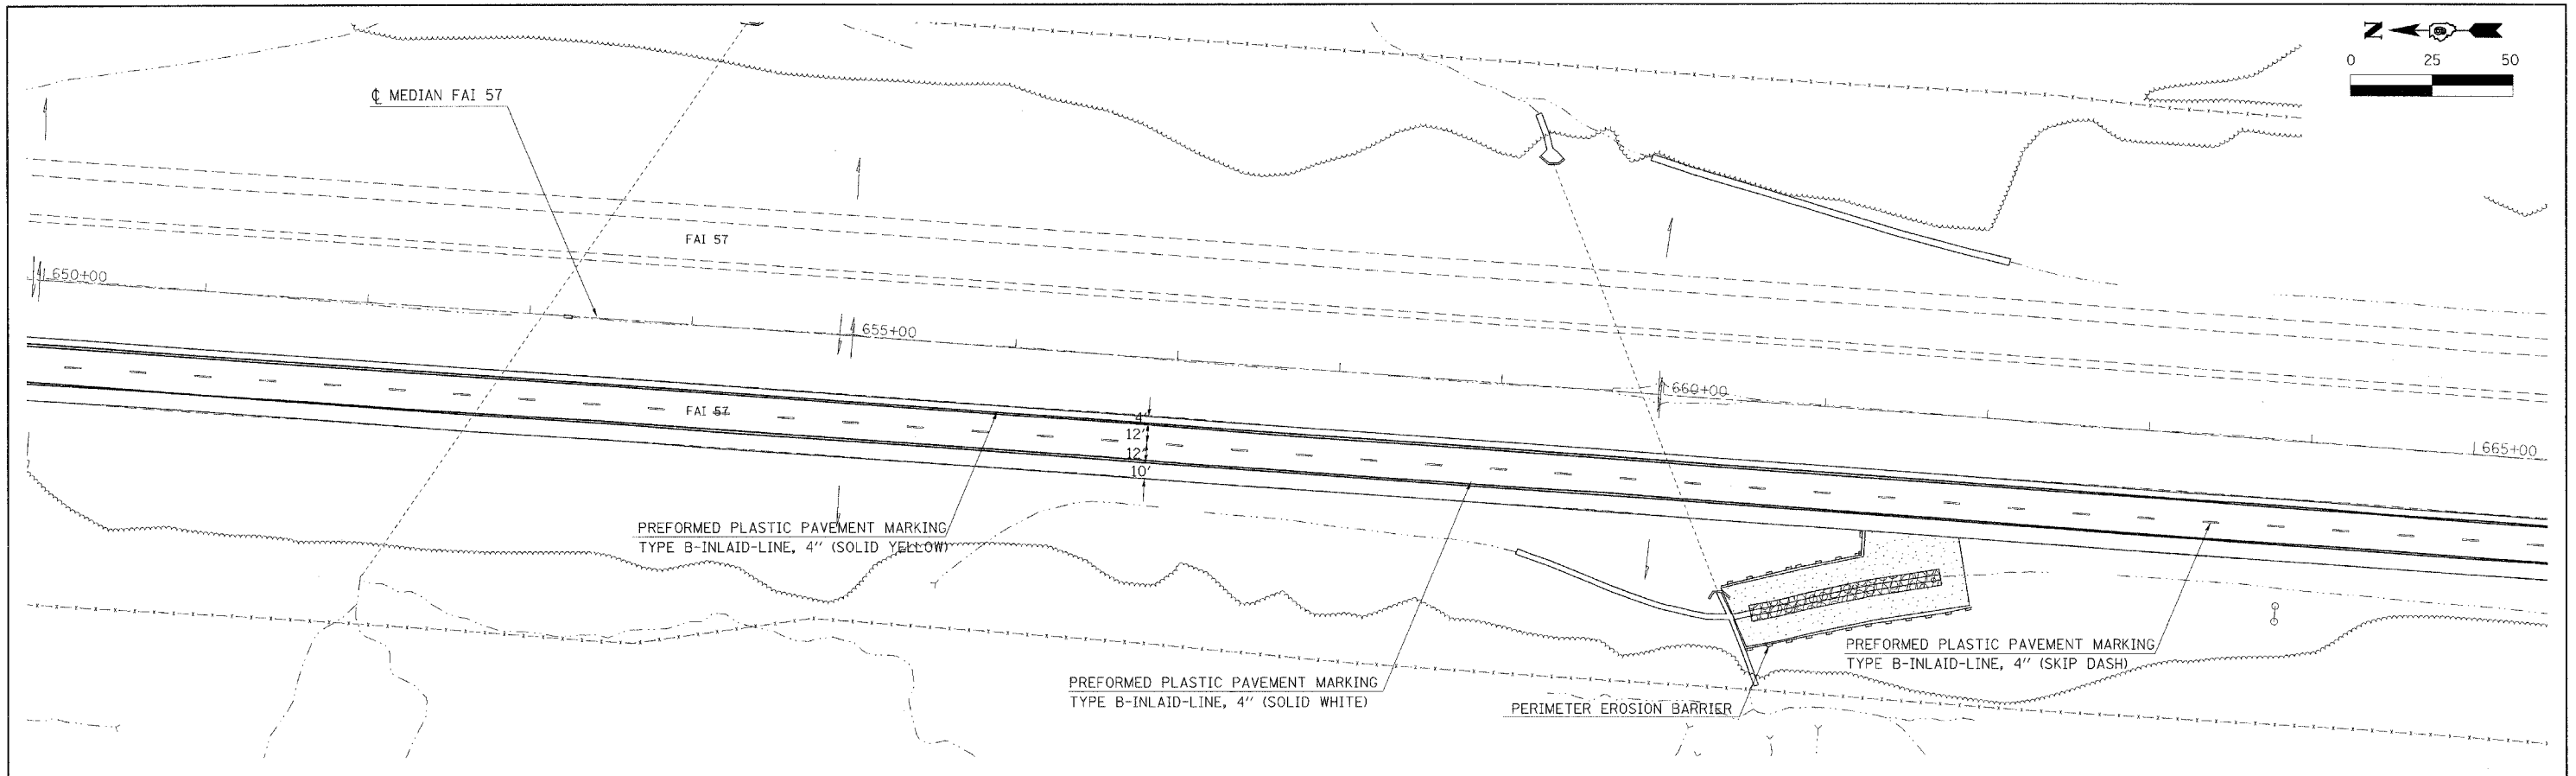 N
0 25 50
℄ MEDIAN FAI 57
FAI 57
650+00
655+00
660+00
665+00
FAI 57
4'
12'
12'
10'
PREFORMED PLASTIC PAVEMENT MARKING
TYPE B-INLAID-LINE, 4" (SOLID YELLOW)
PREFORMED PLASTIC PAVEMENT MARKING
TYPE B-INLAID-LINE, 4" (SOLID WHITE)
PREFORMED PLASTIC PAVEMENT MARKING
TYPE B-INLAID-LINE, 4" (SKIP DASH)
PERIMETER EROSION BARRIER